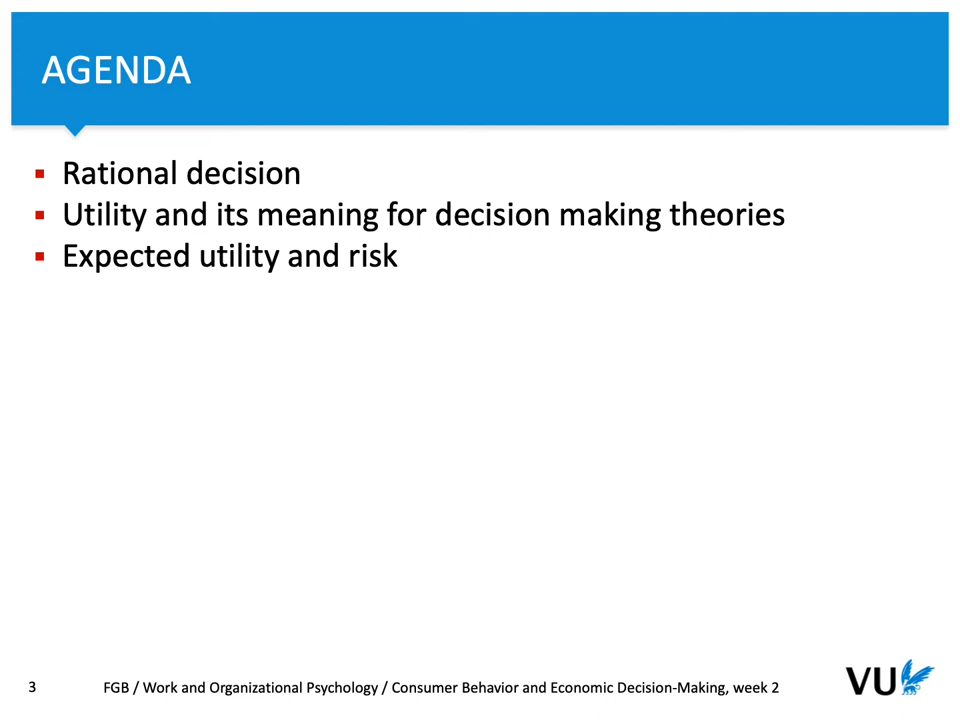 AGENDA
▪ Rational decision
▪ Utility and its meaning for decision making theories
▪ Expected utility and risk
3 FGB / Work and Organizational Psychology / Consumer Behavior and Economic Decision-Making, week 2
VU